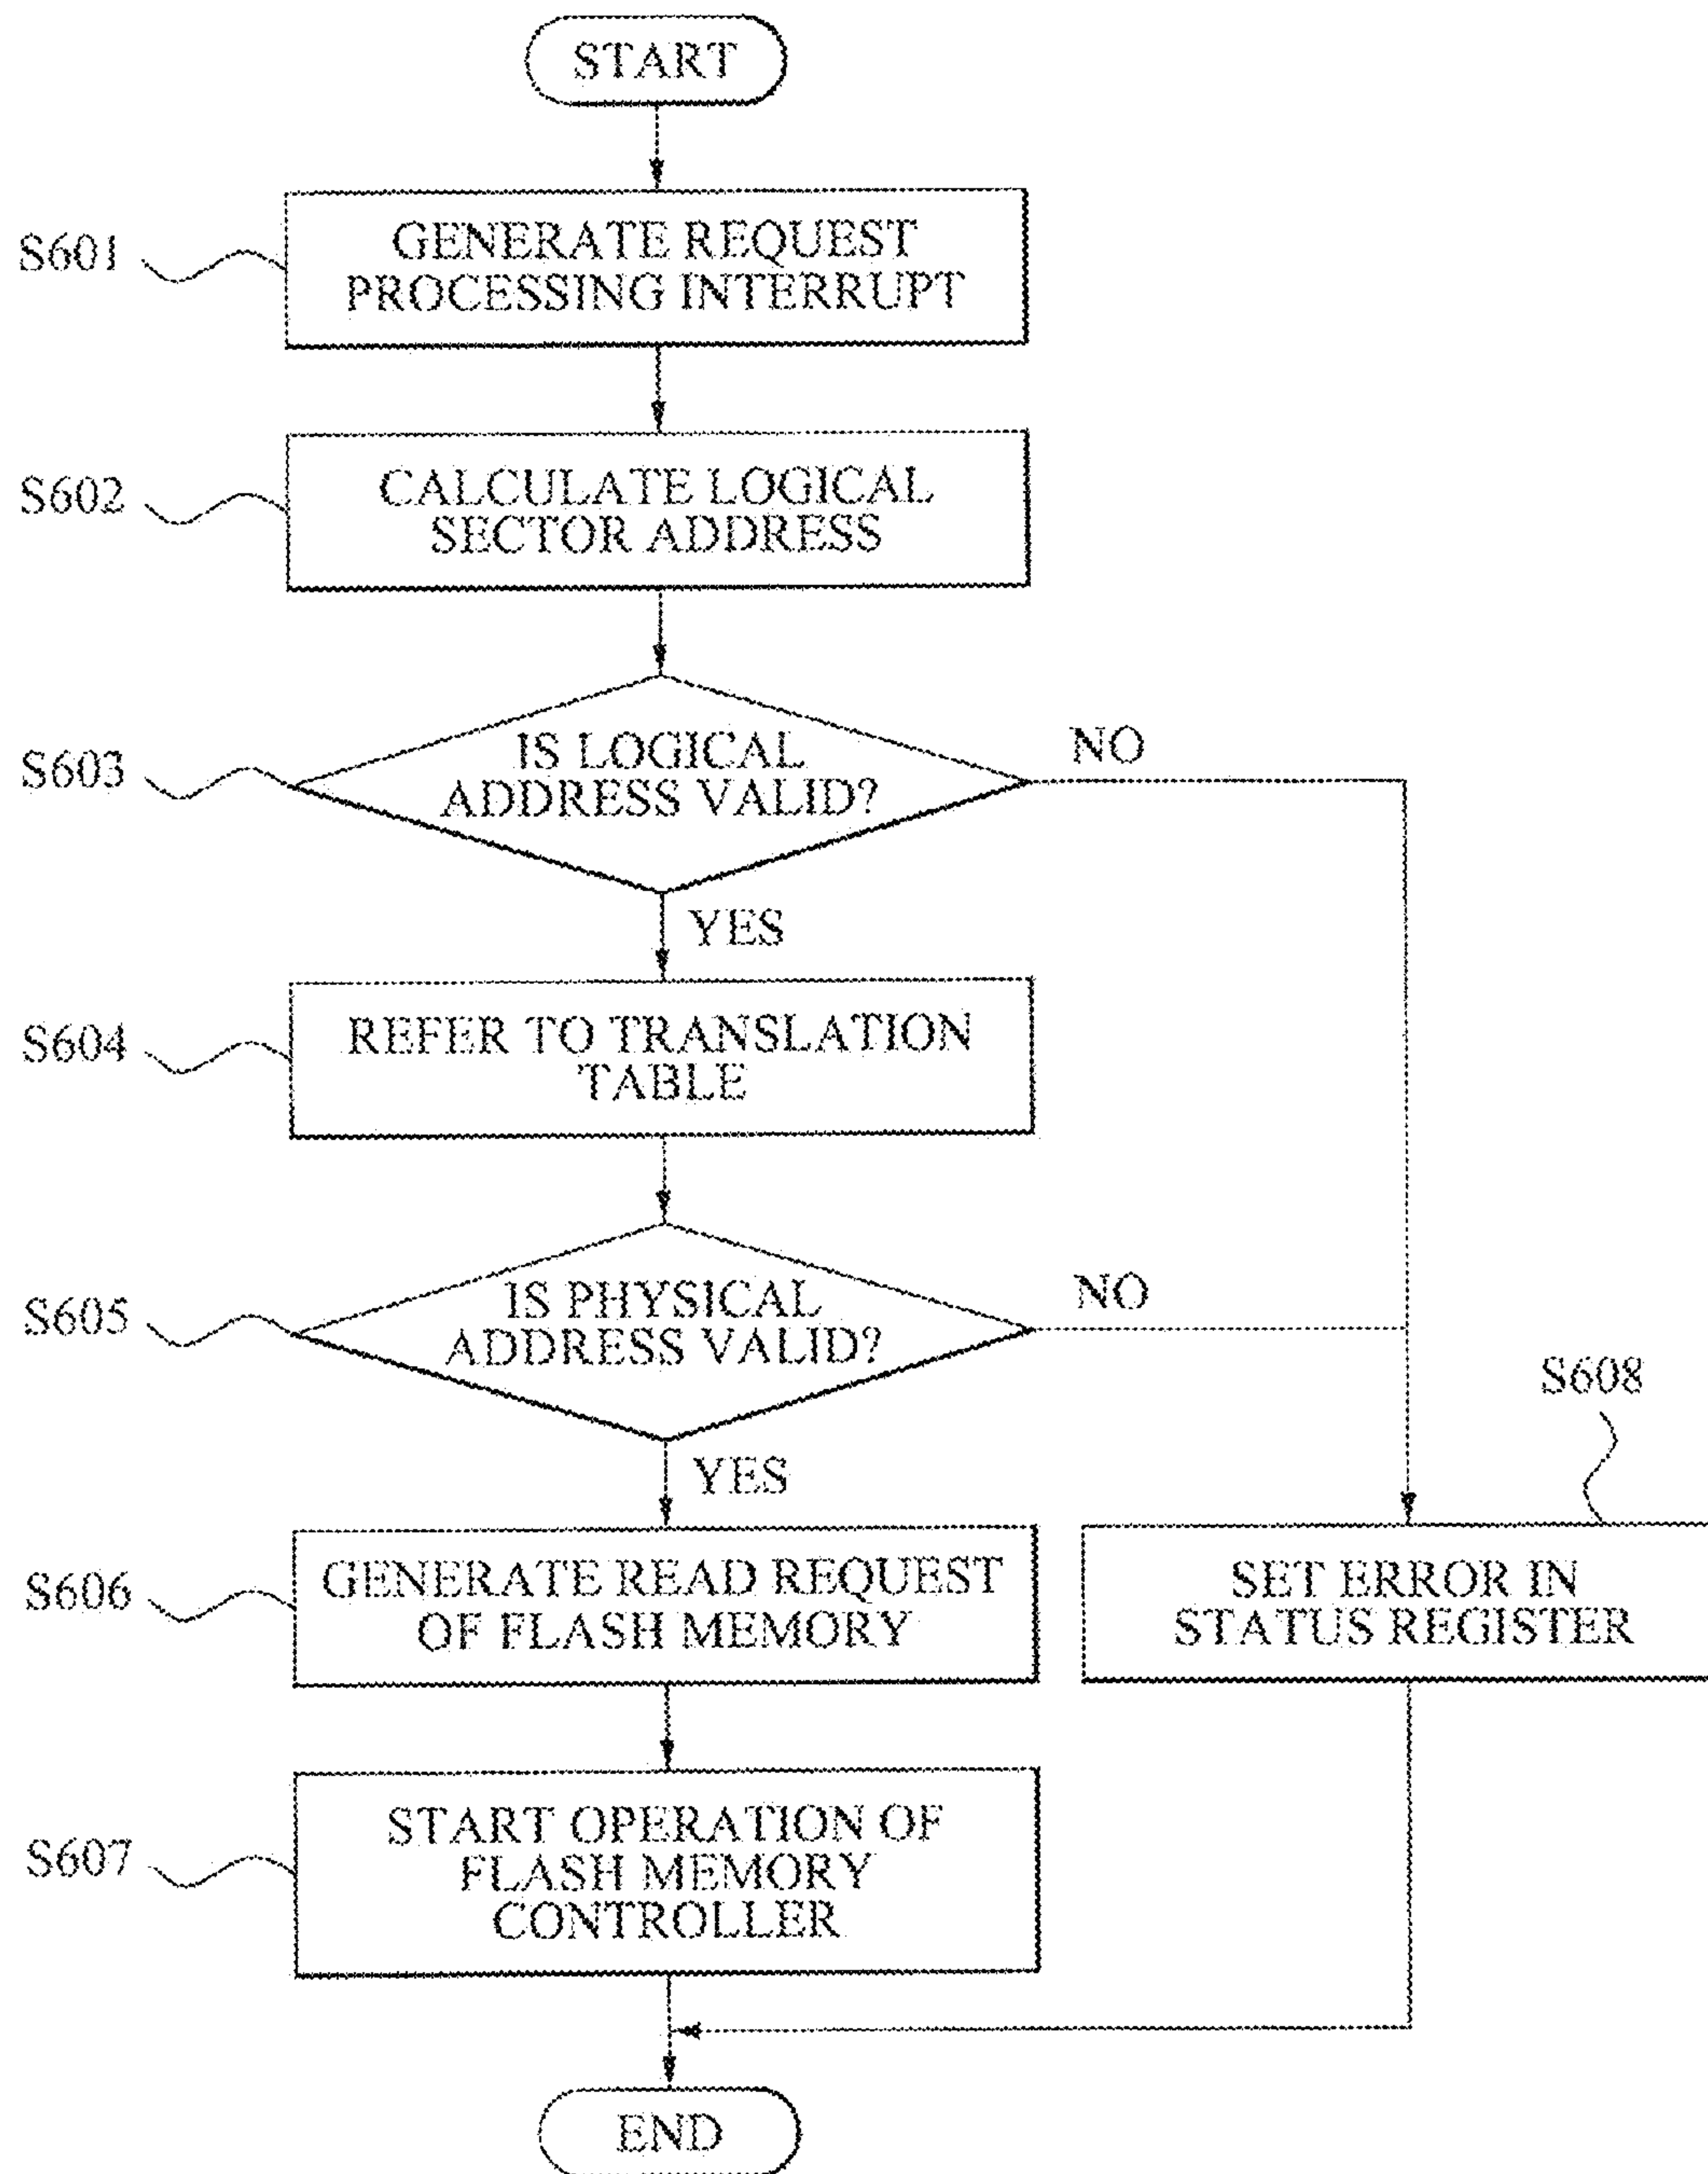 START
S601
GENERATE REQUEST
PROCESSING INTERRUPT
S602
CALCULATE LOGICAL
SECTOR ADDRESS
S603
IS LOGICAL
ADDRESS VALID?
NO
YES
S604
REFER TO TRANSLATION
TABLE
S605
IS PHYSICAL
ADDRESS VALID?
NO
YES
S608
S606
GENERATE READ REQUEST
OF FLASH MEMORY
SET ERROR IN
STATUS REGISTER
S607
START OPERATION OF
FLASH MEMORY
CONTROLLER
END